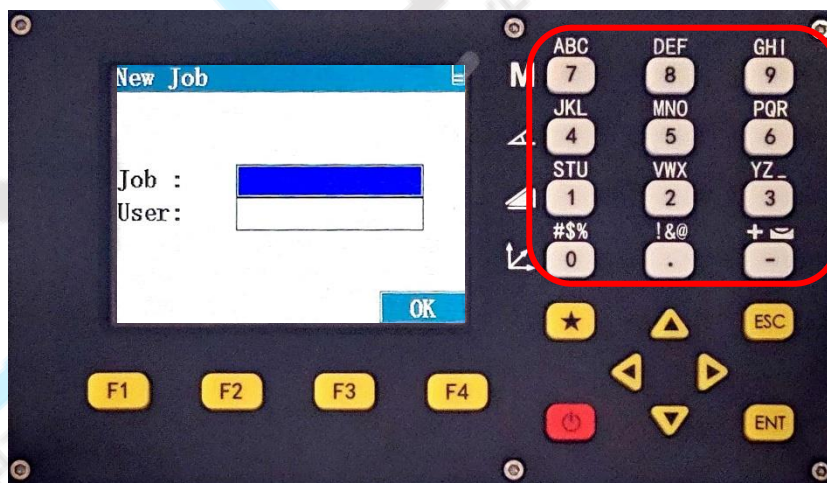 New Job
Job :
User:
OK
F1 F2 F3 F4
M
ABC DEF GHI
7 8 9
JKL MNO PQR
4 5 6
STU VWX YZ_
1 2 3
#$% !&@ +
0 . -
ESC
ENT